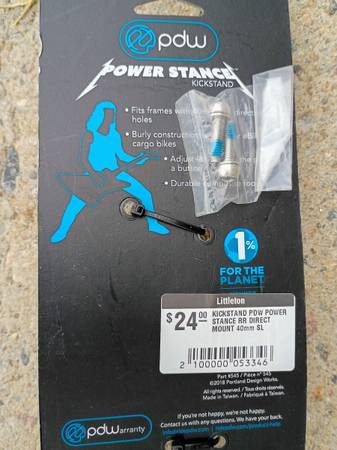 pdw
POWER STANCE
KICKSTAND
• Fits frames with
holes
• Burly construction
cargo bikes
• Adjust
a butto
• Durable
1%
FOR THE
PLANET
Littleton
$24.00 KICKSTAND PDW POWER
STANCE RR DIRECT
MOUNT 40mm SL
2 100000 053346
Part #545 / Pièce nº 545
©2018 Portland Design Works.
All rights reserved. / Tous droits réservés.
Made in Taiwan. / Fabriqué à Taiwan.
If you're not happy, we're not happy.
Contact us with any questions. We have your back.
pdwarranty